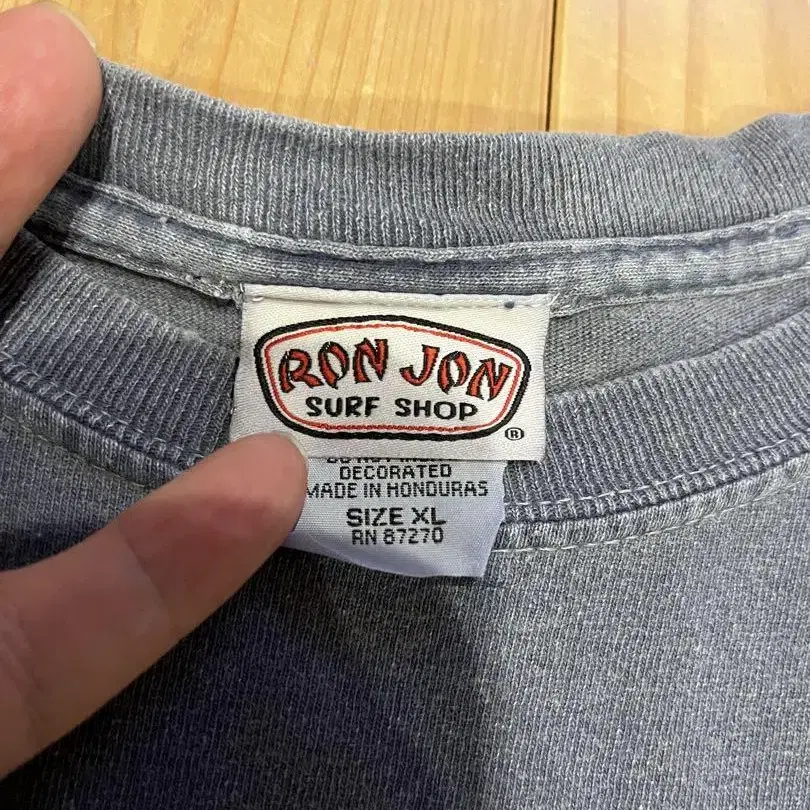 RON JON
SURF SHOP
®
DECORATED
MADE IN HONDURAS
SIZE XL
RN 87270